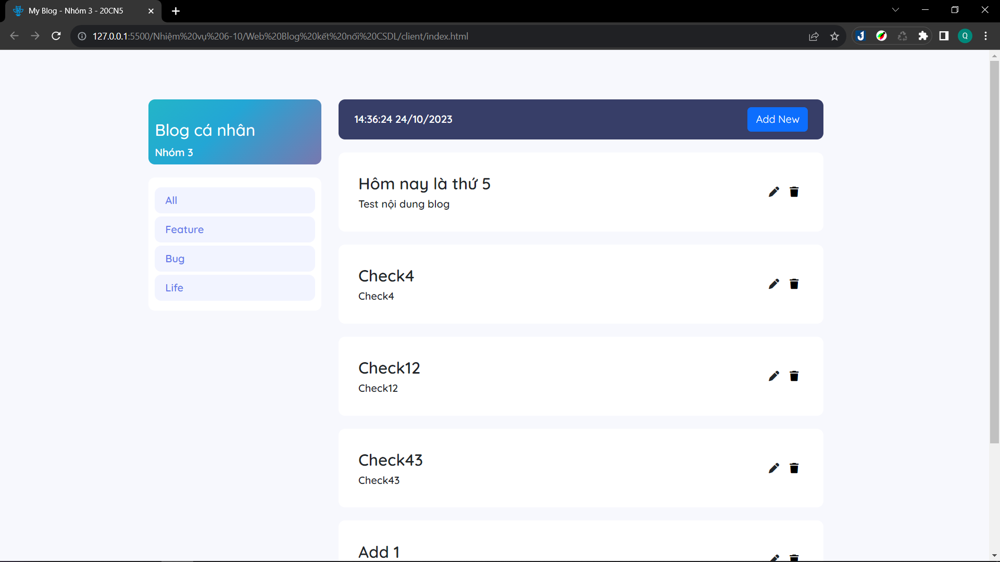 My Blog - Nhóm 3 - 20CN5
127.0.0.1:5500/Nhiệm%20vụ%206-10/Web%20Blog%20kết%20nối%20CSDL/client/index.html
Q
Blog cá nhân
Nhóm 3
All
Feature
Bug
Life
14:36:24 24/10/2023
Add New
Hôm nay là thứ 5
Test nội dung blog
Check4
Check4
Check12
Check12
Check43
Check43
Add 1